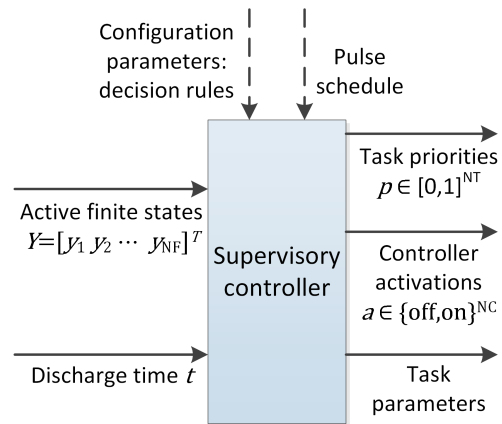 Configuration
parameters:
decision rules
Pulse
schedule
Active finite states
Y=[y₁ y₂ ⋯ y_NF]ᵀ
Discharge time t
Supervisory
controller
Task priorities
p ∈ [0,1]^NT
Controller
activations
a ∈ {off,on}^NC
Task
parameters